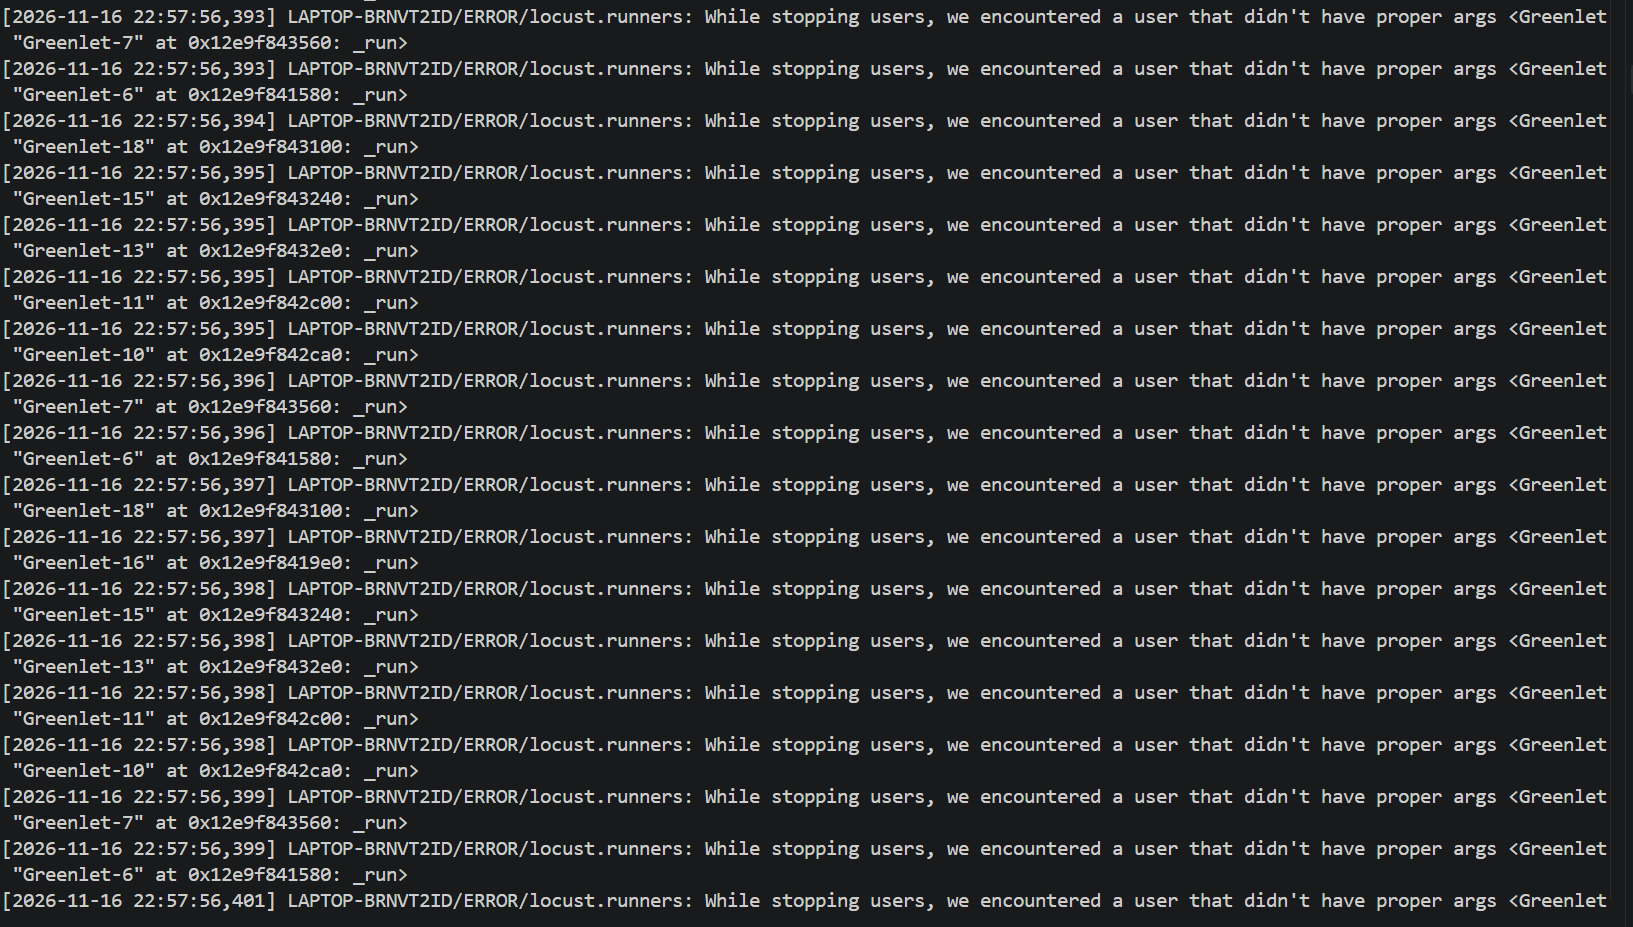 [2026-11-16 22:57:56,393] LAPTOP-BRNVT2ID/ERROR/locust.runners: While stopping users, we encountered a user that didn't have proper args <Greenlet
"Greenlet-7" at 0x12e9f843560: _run>
[2026-11-16 22:57:56,393] LAPTOP-BRNVT2ID/ERROR/locust.runners: While stopping users, we encountered a user that didn't have proper args <Greenlet
"Greenlet-6" at 0x12e9f841580: _run>
[2026-11-16 22:57:56,394] LAPTOP-BRNVT2ID/ERROR/locust.runners: While stopping users, we encountered a user that didn't have proper args <Greenlet
"Greenlet-18" at 0x12e9f843100: _run>
[2026-11-16 22:57:56,395] LAPTOP-BRNVT2ID/ERROR/locust.runners: While stopping users, we encountered a user that didn't have proper args <Greenlet
"Greenlet-15" at 0x12e9f843240: _run>
[2026-11-16 22:57:56,395] LAPTOP-BRNVT2ID/ERROR/locust.runners: While stopping users, we encountered a user that didn't have proper args <Greenlet
"Greenlet-13" at 0x12e9f8432e0: _run>
[2026-11-16 22:57:56,395] LAPTOP-BRNVT2ID/ERROR/locust.runners: While stopping users, we encountered a user that didn't have proper args <Greenlet
"Greenlet-11" at 0x12e9f842c00: _run>
[2026-11-16 22:57:56,395] LAPTOP-BRNVT2ID/ERROR/locust.runners: While stopping users, we encountered a user that didn't have proper args <Greenlet
"Greenlet-10" at 0x12e9f842ca0: _run>
[2026-11-16 22:57:56,396] LAPTOP-BRNVT2ID/ERROR/locust.runners: While stopping users, we encountered a user that didn't have proper args <Greenlet
"Greenlet-7" at 0x12e9f843560: _run>
[2026-11-16 22:57:56,396] LAPTOP-BRNVT2ID/ERROR/locust.runners: While stopping users, we encountered a user that didn't have proper args <Greenlet
"Greenlet-6" at 0x12e9f841580: _run>
[2026-11-16 22:57:56,397] LAPTOP-BRNVT2ID/ERROR/locust.runners: While stopping users, we encountered a user that didn't have proper args <Greenlet
"Greenlet-18" at 0x12e9f843100: _run>
[2026-11-16 22:57:56,397] LAPTOP-BRNVT2ID/ERROR/locust.runners: While stopping users, we encountered a user that didn't have proper args <Greenlet
"Greenlet-16" at 0x12e9f8419e0: _run>
[2026-11-16 22:57:56,398] LAPTOP-BRNVT2ID/ERROR/locust.runners: While stopping users, we encountered a user that didn't have proper args <Greenlet
"Greenlet-15" at 0x12e9f843240: _run>
[2026-11-16 22:57:56,398] LAPTOP-BRNVT2ID/ERROR/locust.runners: While stopping users, we encountered a user that didn't have proper args <Greenlet
"Greenlet-13" at 0x12e9f8432e0: _run>
[2026-11-16 22:57:56,398] LAPTOP-BRNVT2ID/ERROR/locust.runners: While stopping users, we encountered a user that didn't have proper args <Greenlet
"Greenlet-11" at 0x12e9f842c00: _run>
[2026-11-16 22:57:56,398] LAPTOP-BRNVT2ID/ERROR/locust.runners: While stopping users, we encountered a user that didn't have proper args <Greenlet
"Greenlet-10" at 0x12e9f842ca0: _run>
[2026-11-16 22:57:56,399] LAPTOP-BRNVT2ID/ERROR/locust.runners: While stopping users, we encountered a user that didn't have proper args <Greenlet
"Greenlet-7" at 0x12e9f843560: _run>
[2026-11-16 22:57:56,399] LAPTOP-BRNVT2ID/ERROR/locust.runners: While stopping users, we encountered a user that didn't have proper args <Greenlet
"Greenlet-6" at 0x12e9f841580: _run>
[2026-11-16 22:57:56,401] LAPTOP-BRNVT2ID/ERROR/locust.runners: While stopping users, we encountered a user that didn't have proper args <Greenlet